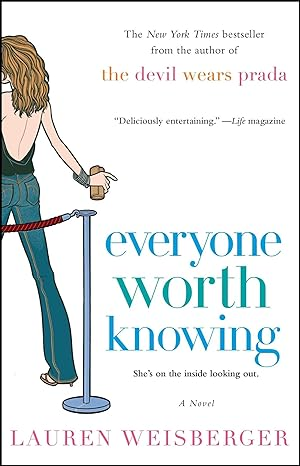 The New York Times bestseller
from the author of
the devil wears prada
“Deliciously entertaining.”—Life magazine
everyone
worth
knowing
She's on the inside looking out.
A Novel
LAUREN WEISBERGER